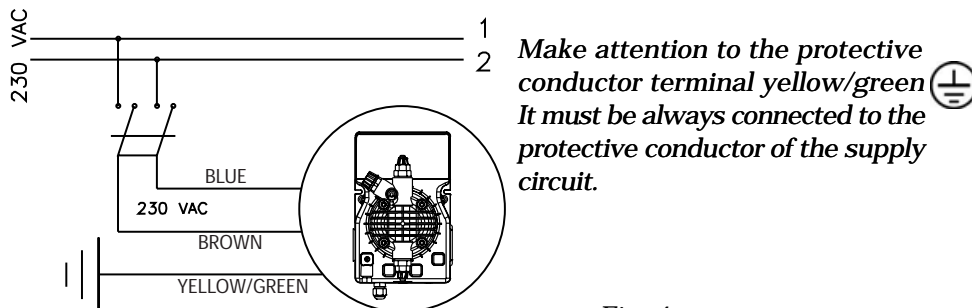 230 VAC
1
2
Make attention to the protective
conductor terminal yellow/green
It must be always connected to the
protective conductor of the supply
circuit.
BLUE
230 VAC
BROWN
YELLOW/GREEN